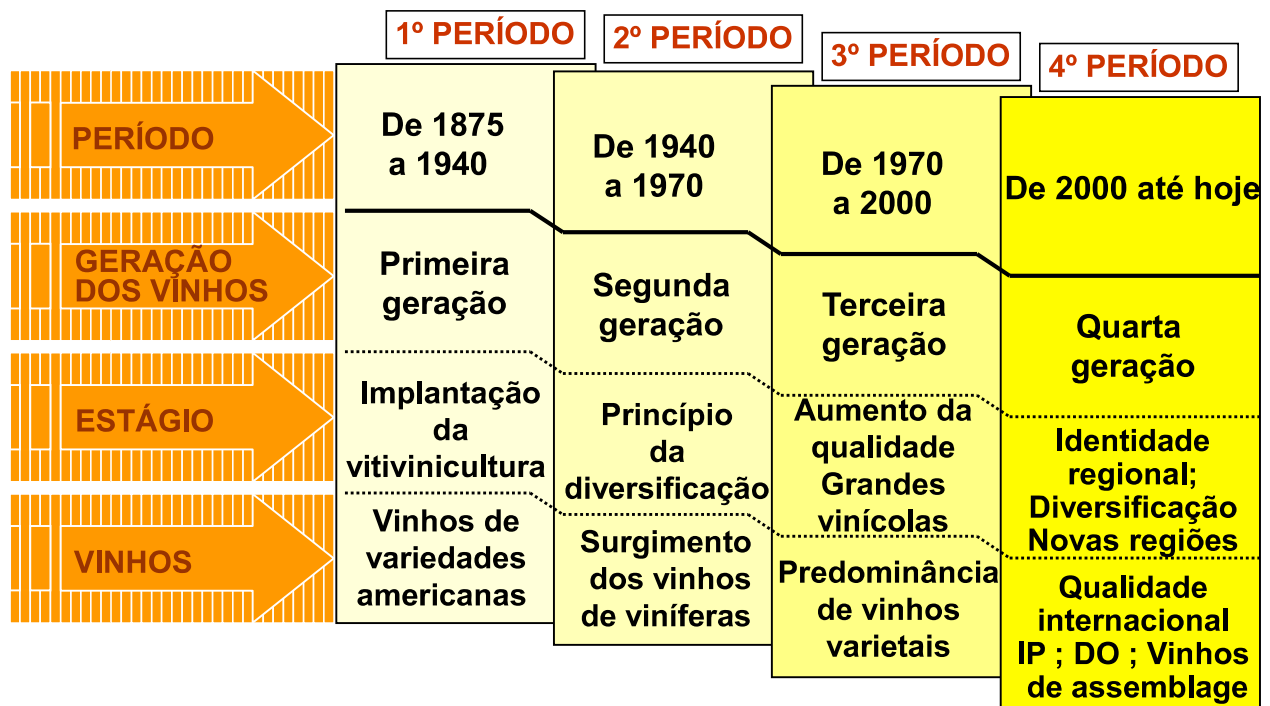 1º PERÍODO
2º PERÍODO
3º PERÍODO
4º PERÍODO
PERÍODO
De 1875
a 1940
De 1940
a 1970
De 1970
a 2000
De 2000 até hoje
GERAÇÃO
DOS VINHOS
Primeira
geração
Segunda
geração
Terceira
geração
Quarta
geração
ESTÁGIO
Implantação
da
vitivinicultura
Princípio
da
diversificação
Aumento da
qualidade
Grandes
vinícolas
Identidade
regional;
Diversificação
Novas regiões
VINHOS
Vinhos de
variedades
americanas
Surgimento
dos vinhos
de viníferas
Predominância
de vinhos
varietais
Qualidade
internacional
IP ; DO ; Vinhos
de assemblage